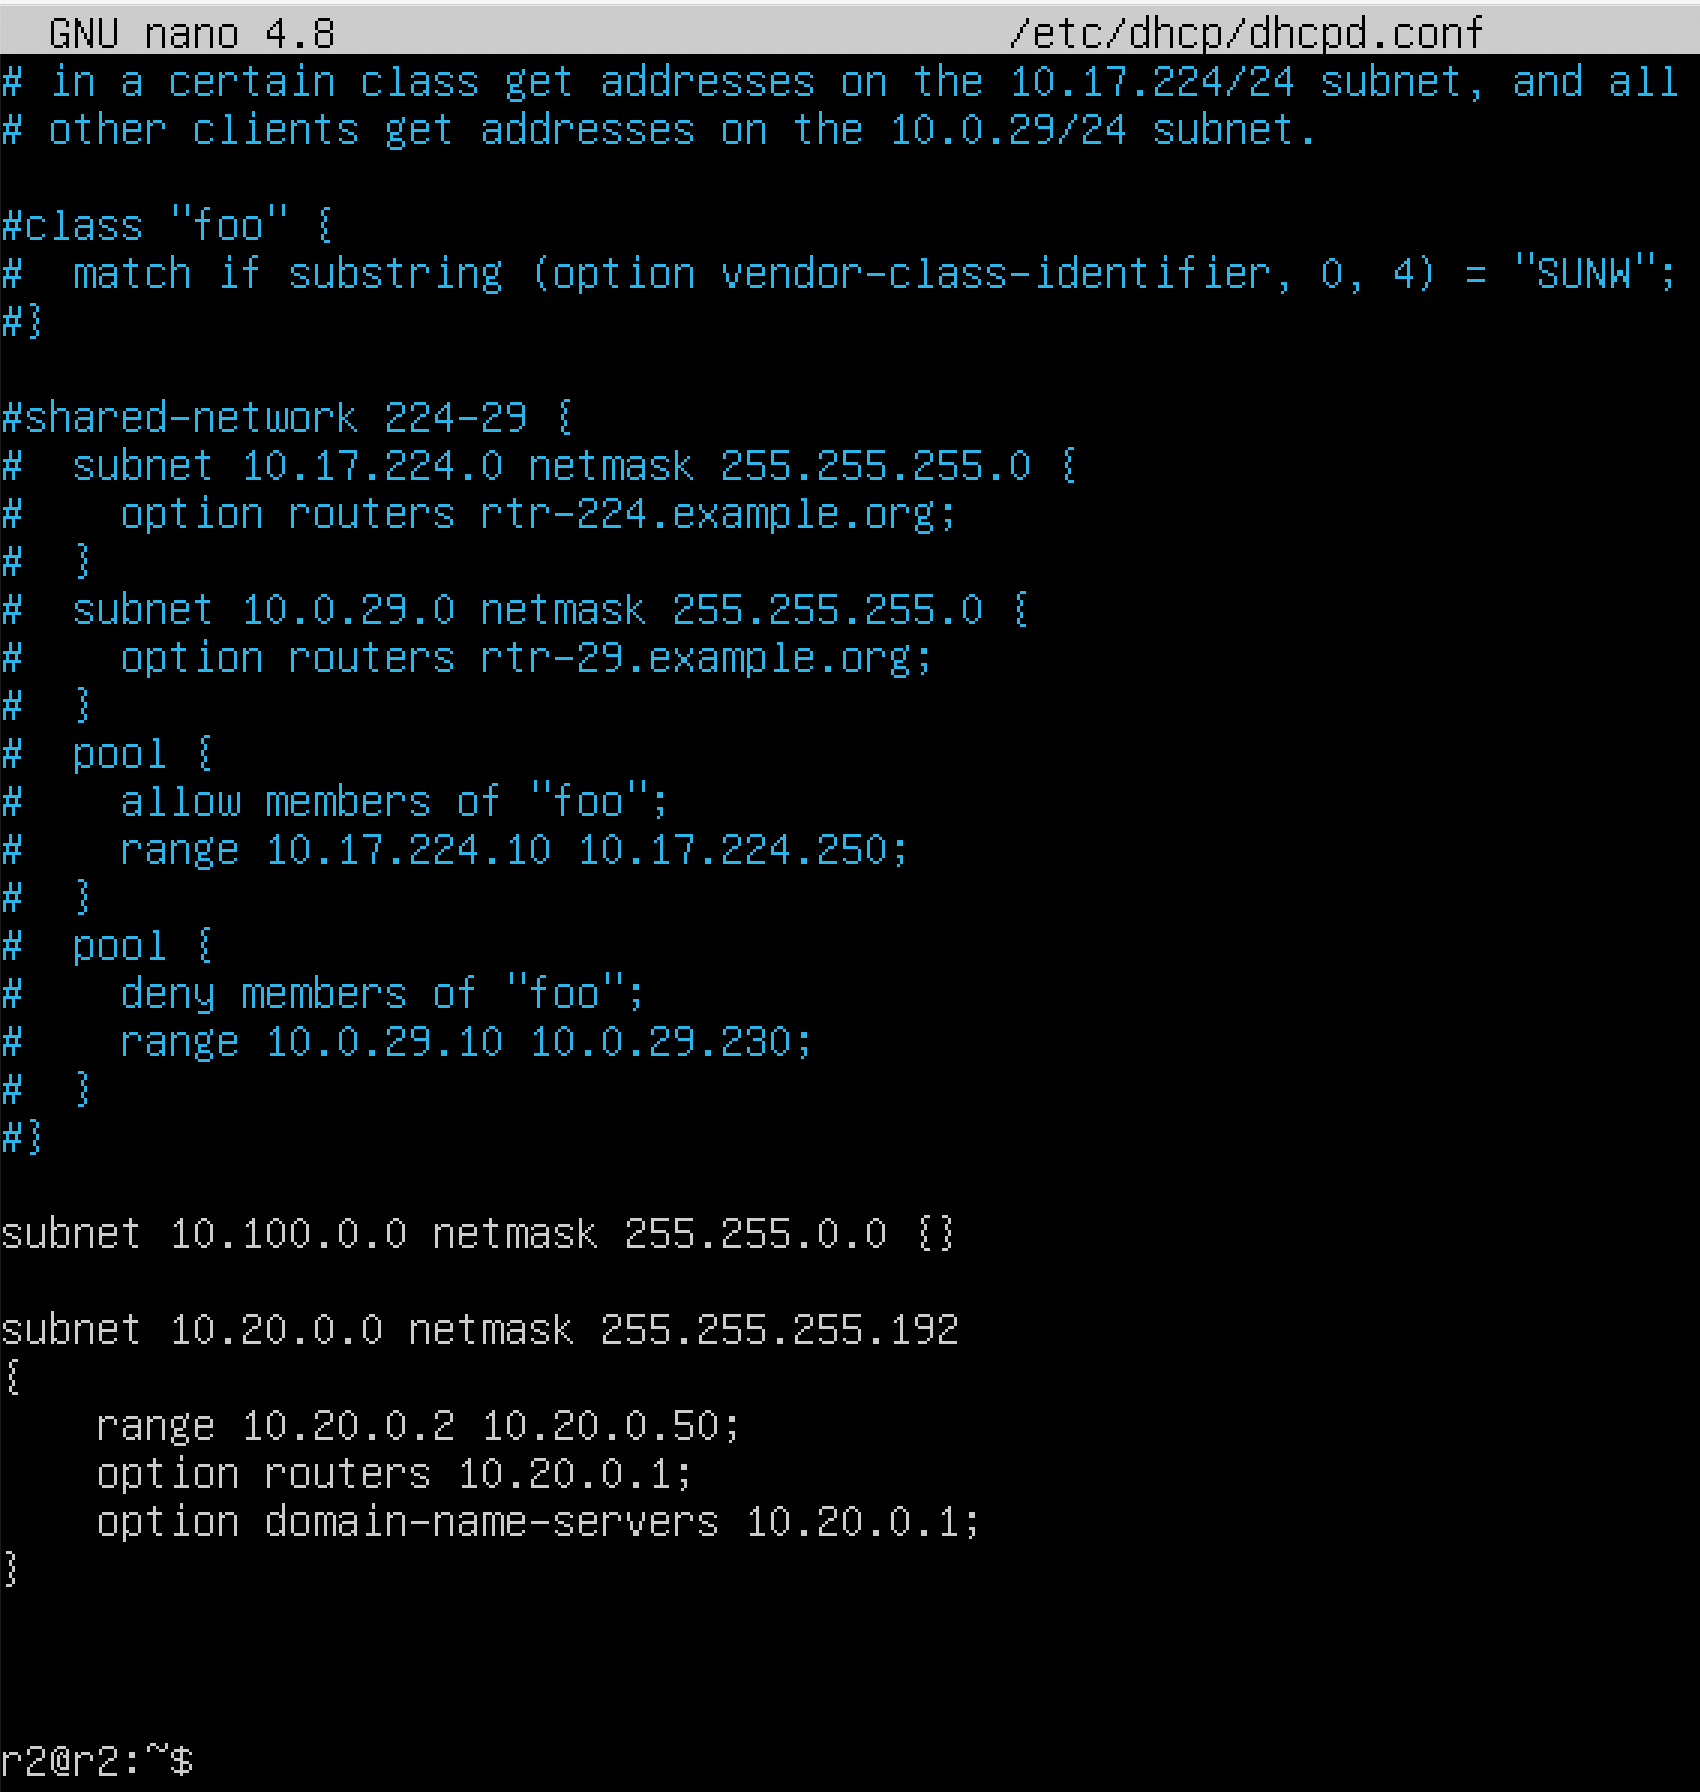 GNU nano 4.8 /etc/dhcp/dhcpd.conf
# in a certain class get addresses on the 10.17.224/24 subnet, and all
# other clients get addresses on the 10.0.29/24 subnet.

#class "foo" {
#  match if substring (option vendor-class-identifier, 0, 4) = "SUNW";
#}

#shared-network 224-29 {
#  subnet 10.17.224.0 netmask 255.255.255.0 {
#    option routers rtr-224.example.org;
#  }
#  subnet 10.0.29.0 netmask 255.255.255.0 {
#    option routers rtr-29.example.org;
#  }
#  pool {
#    allow members of "foo";
#    range 10.17.224.10 10.17.224.250;
#  }
#  pool {
#    deny members of "foo";
#    range 10.0.29.10 10.0.29.230;
#  }
#}

subnet 10.100.0.0 netmask 255.255.0.0 {}

subnet 10.20.0.0 netmask 255.255.255.192
{
    range 10.20.0.2 10.20.0.50;
    option routers 10.20.0.1;
    option domain-name-servers 10.20.0.1;
}

r2@r2:~$